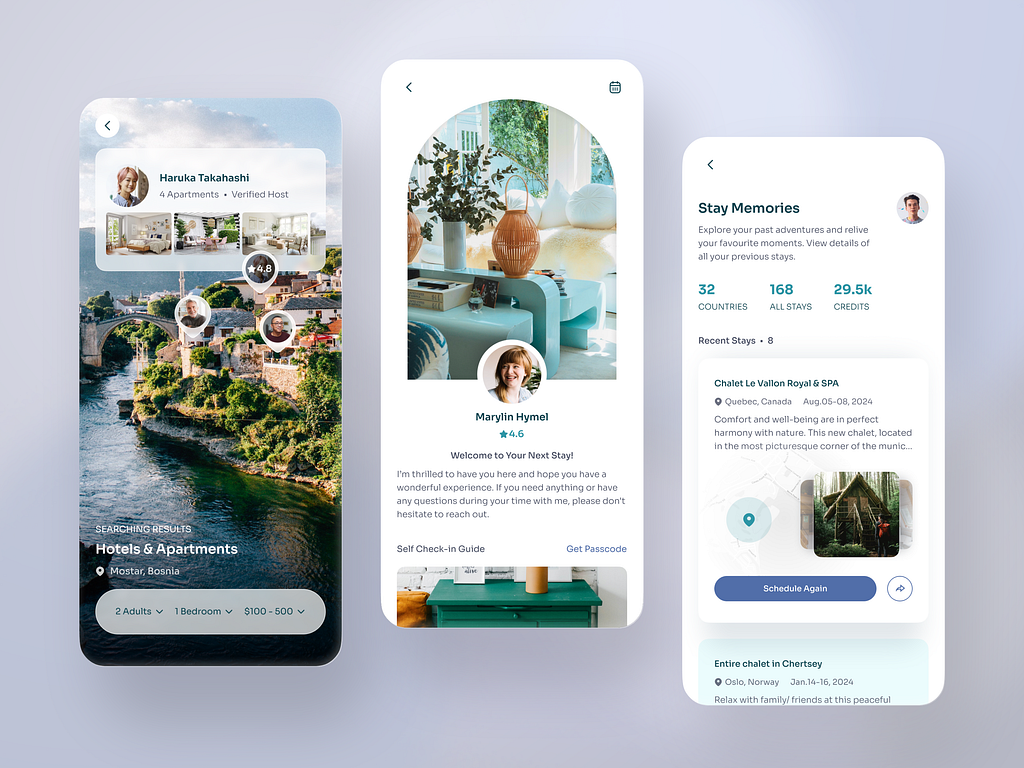 Haruka Takahashi
4 Apartments • Verified Host
4.8
SEARCHING RESULTS
Hotels & Apartments
Mostar, Bosnia
2 Adults 1 Bedroom $100 - 500
Marylin Hymel
4.6
Welcome to Your Next Stay!
I'm thrilled to have you here and hope you have a
wonderful experience. If you need anything or have
any questions during your time with me, please don't
hesitate to reach out.
Self Check-in Guide Get Passcode
Stay Memories
Explore your past adventures and relive
your favourite moments. View details of
all your previous stays.
32 168 29.5k
COUNTRIES ALL STAYS CREDITS
Recent Stays • 8
Chalet Le Vallon Royal & SPA
Quebec, Canada Aug.05-08, 2024
Comfort and well-being are in perfect
harmony with nature. This new chalet, located
in the most picturesque corner of the munic...
Schedule Again
Entire chalet in Chertsey
Oslo, Norway Jan.14-16, 2024
Relax with family/ friends at this peaceful